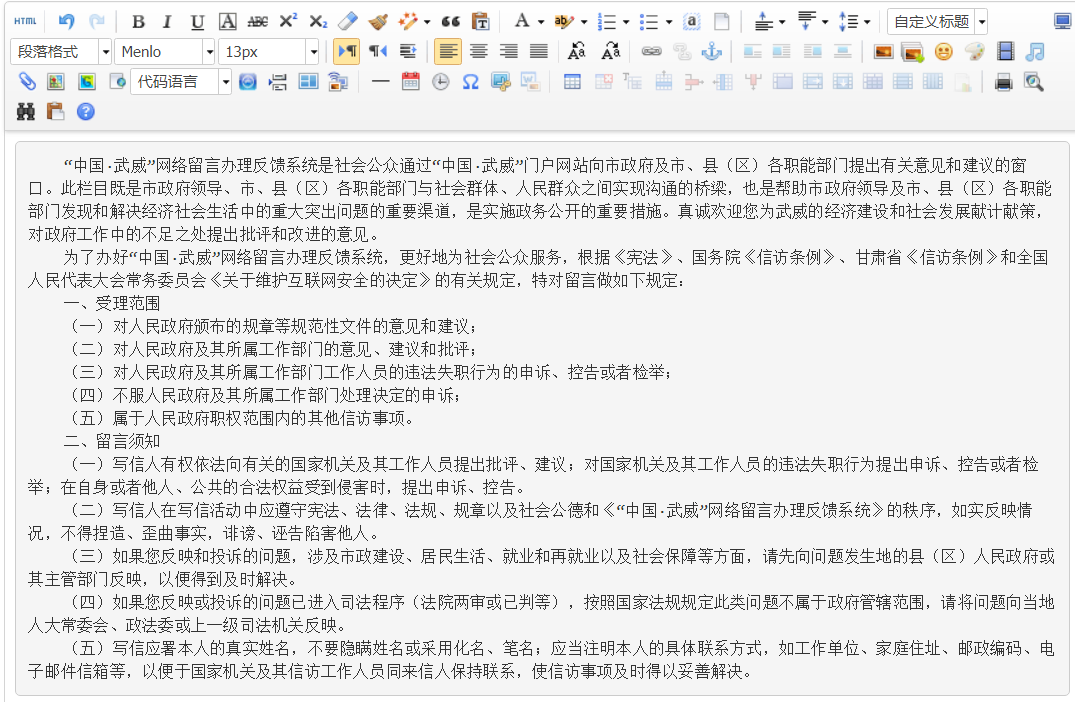 HTML B I U A ABC X² X₂ A ab 自定义标题
段落格式 Menlo 13px
代码语言
“中国·武威”网络留言办理反馈系统是社会公众通过“中国·武威”门户网站向市政府及市、县（区）各职能部门提出有关意见和建议的窗
口。此栏目既是市政府领导、市、县（区）各职能部门与社会群体、人民群众之间实现沟通的桥梁，也是帮助市政府领导及市、县（区）各职能
部门发现和解决经济社会生活中的重大突出问题的重要渠道，是实施政务公开的重要措施。真诚欢迎您为武威的经济建设和社会发展献计献策，
对政府工作中的不足之处提出批评和改进的意见。
为了办好“中国·武威”网络留言办理反馈系统，更好地为社会公众服务，根据《宪法》、国务院《信访条例》、甘肃省《信访条例》和全国
人民代表大会常务委员会《关于维护互联网安全的决定》的有关规定，特对留言做如下规定：
一、受理范围
（一）对人民政府颁布的规章等规范性文件的意见和建议；
（二）对人民政府及其所属工作部门的意见、建议和批评；
（三）对人民政府及其所属工作部门工作人员的违法失职行为的申诉、控告或者检举；
（四）不服人民政府及其所属工作部门处理决定的申诉；
（五）属于人民政府职权范围内的其他信访事项。
二、留言须知
（一）写信人有权依法向有关的国家机关及其工作人员提出批评、建议；对国家机关及其工作人员的违法失职行为提出申诉、控告或者检
举；在自身或者他人、公共的合法权益受到侵害时，提出申诉、控告。
（二）写信人在写信活动中应遵守宪法、法律、法规、规章以及社会公德和《“中国·武威”网络留言办理反馈系统》的秩序，如实反映情
况，不得捏造、歪曲事实，诽谤、诬告陷害他人。
（三）如果您反映和投诉的问题，涉及市政建设、居民生活、就业和再就业以及社会保障等方面，请先向问题发生地的县（区）人民政府或
其主管部门反映，以便得到及时解决。
（四）如果您反映或投诉的问题已进入司法程序（法院两审或已判等），按照国家法规规定此类问题不属于政府管辖范围，请将问题向当地
人大常委会、政法委或上一级司法机关反映。
（五）写信应署本人的真实姓名，不要隐瞒姓名或采用化名、笔名；应当注明本人的具体联系方式，如工作单位、家庭住址、邮政编码、电
子邮件信箱等，以便于国家机关及其信访工作人员同来信人保持联系，使信访事项及时得以妥善解决。